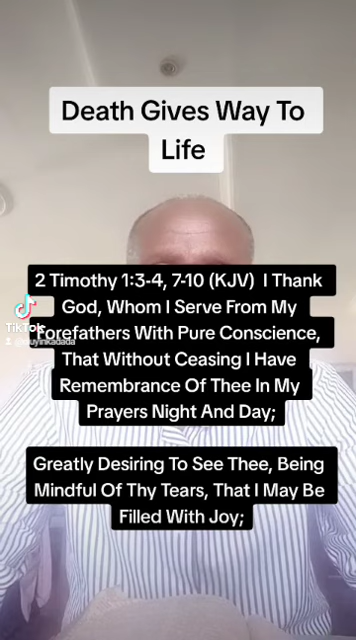 Death Gives Way To
Life
2 Timothy 1:3-4, 7-10 (KJV) I Thank
God, Whom I Serve From My
Forefathers With Pure Conscience,
That Without Ceasing I Have
Remembrance Of Thee In My
Prayers Night And Day;
TikTok
Greatly Desiring To See Thee, Being
Mindful Of Thy Tears, That I May Be
Filled With Joy;